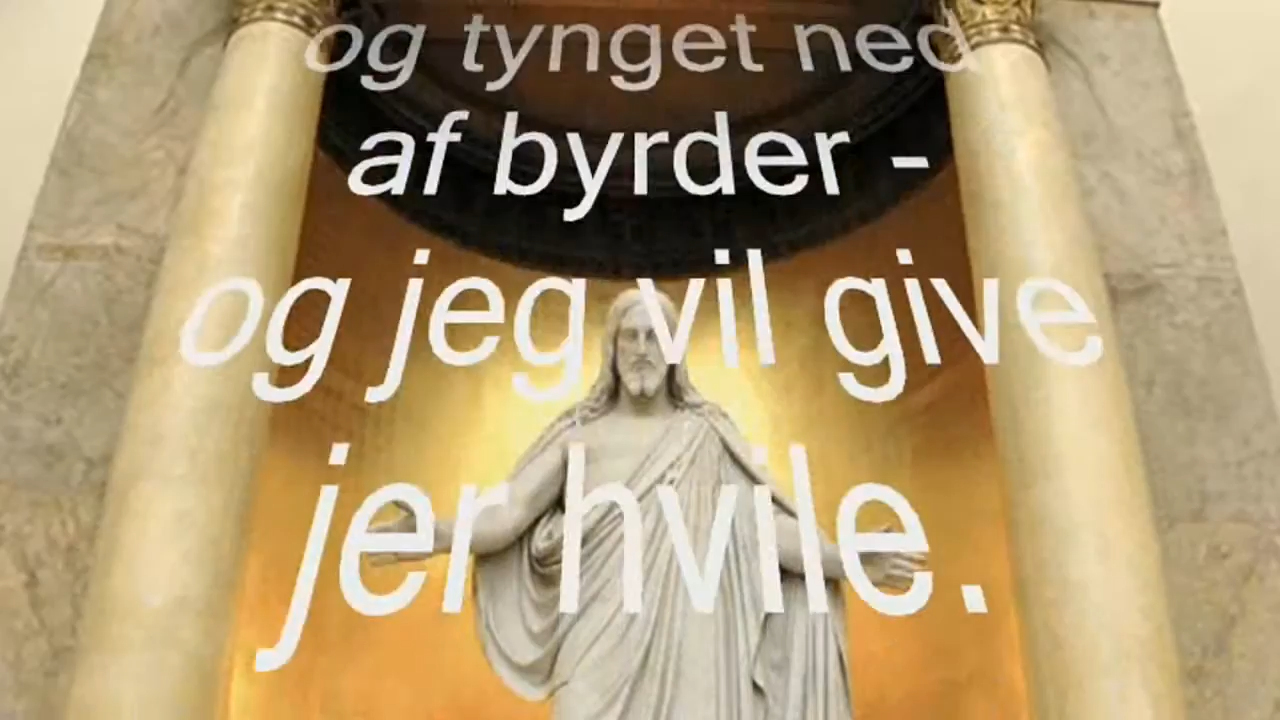 og tynget ned
af byrder -
og jeg vil give
jer hvile.